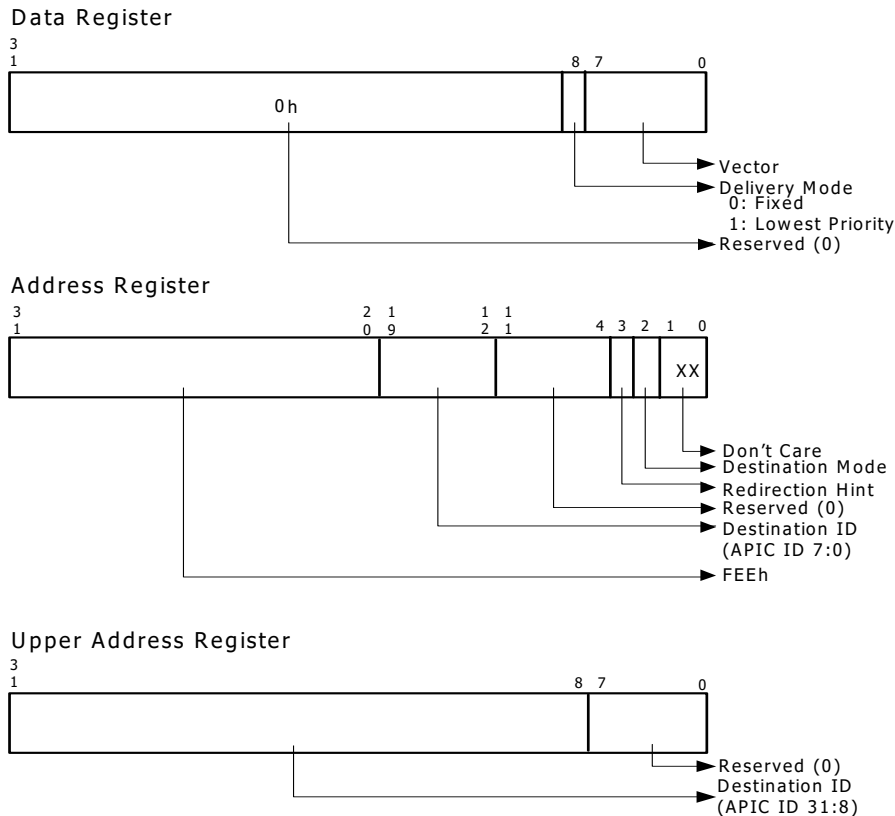 Data Register
3
1 8 7 0
0h
Vector
Delivery Mode
0: Fixed
1: Lowest Priority
Reserved (0)
Address Register
3 2 1 1 1
1 0 9 2 1 4 3 2 1 0
XX
Don't Care
Destination Mode
Redirection Hint
Reserved (0)
Destination ID
(APIC ID 7:0)
FEEh
Upper Address Register
3
1 8 7 0
Reserved (0)
Destination ID
(APIC ID 31:8)